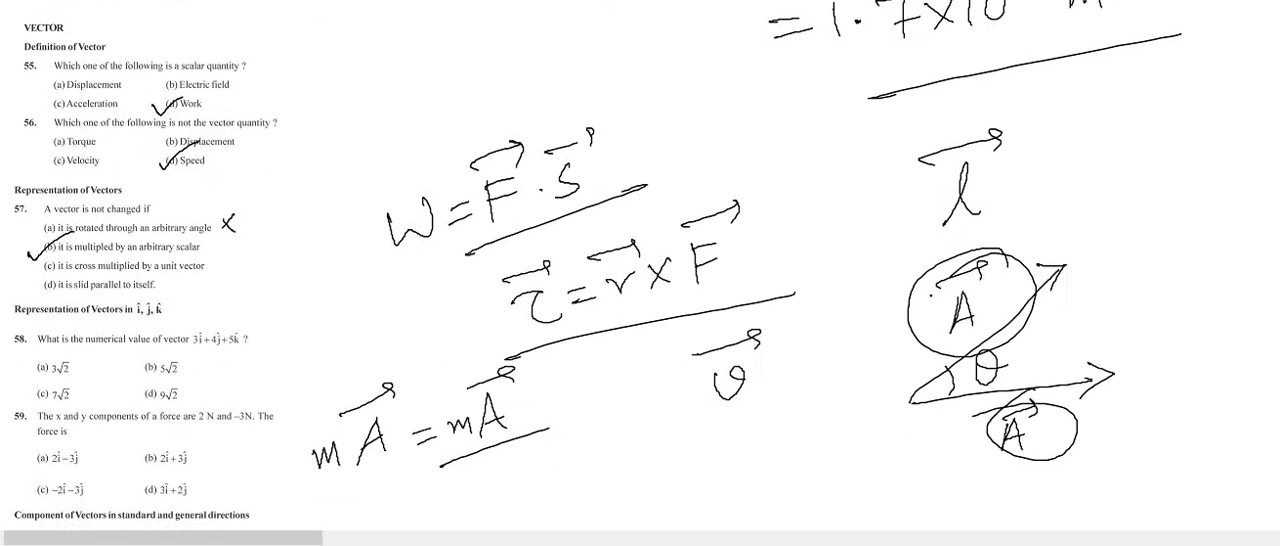 VECTOR
Definition of Vector
55. Which one of the following is a scalar quantity ?
(a) Displacement (b) Electric field
(c) Acceleration (d) Work
56. Which one of the following is not the vector quantity ?
(a) Torque (b) Displacement
(c) Velocity (d) Speed
Representation of Vectors
57. A vector is not changed if
(a) it is rotated through an arbitrary angle X
(b) it is multipled by an arbitrary scalar
(c) it is cross multiplied by a unit vector
(d) it is slid parallel to itself.
Representation of Vectors in î, ĵ, k̂
58. What is the numerical value of vector 3î+4ĵ+5k̂ ?
(a) 3√2 (b) 5√2
(c) 7√2 (d) 9√2
59. The x and y components of a force are 2 N and –3N. The
force is
(a) 2î–3ĵ (b) 2î+3ĵ
(c) –2î–3ĵ (d) 3î+2ĵ
Component of Vectors in standard and general directions
W = F⃗ . S⃗
τ⃗ = r⃗ × F⃗
v⃗
mA⃗ = mA⃗
l⃗
A⃗
θ
A⃗